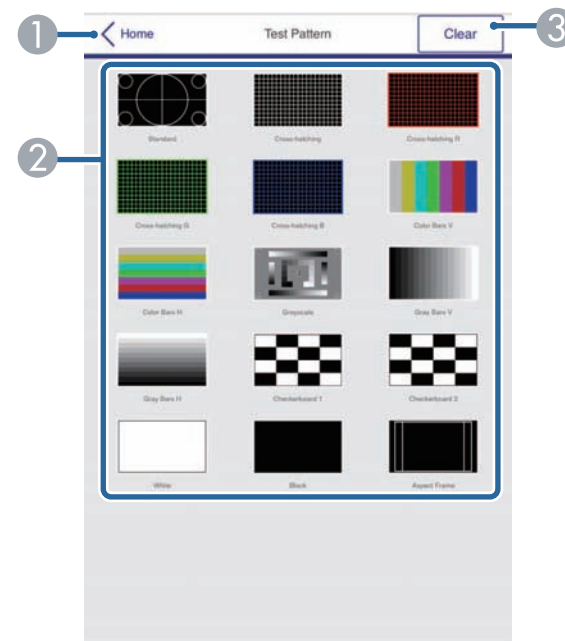 1
Home
Test Pattern
Clear
3
2
Standard
Cross-hatching
Cross-hatching R
Cross-hatching G
Cross-hatching B
Color Bars V
Color Bars H
Grayscale
Gray Bars V
Gray Bars H
Checkerboard 1
Checkerboard 2
White
Black
Aspect Frame